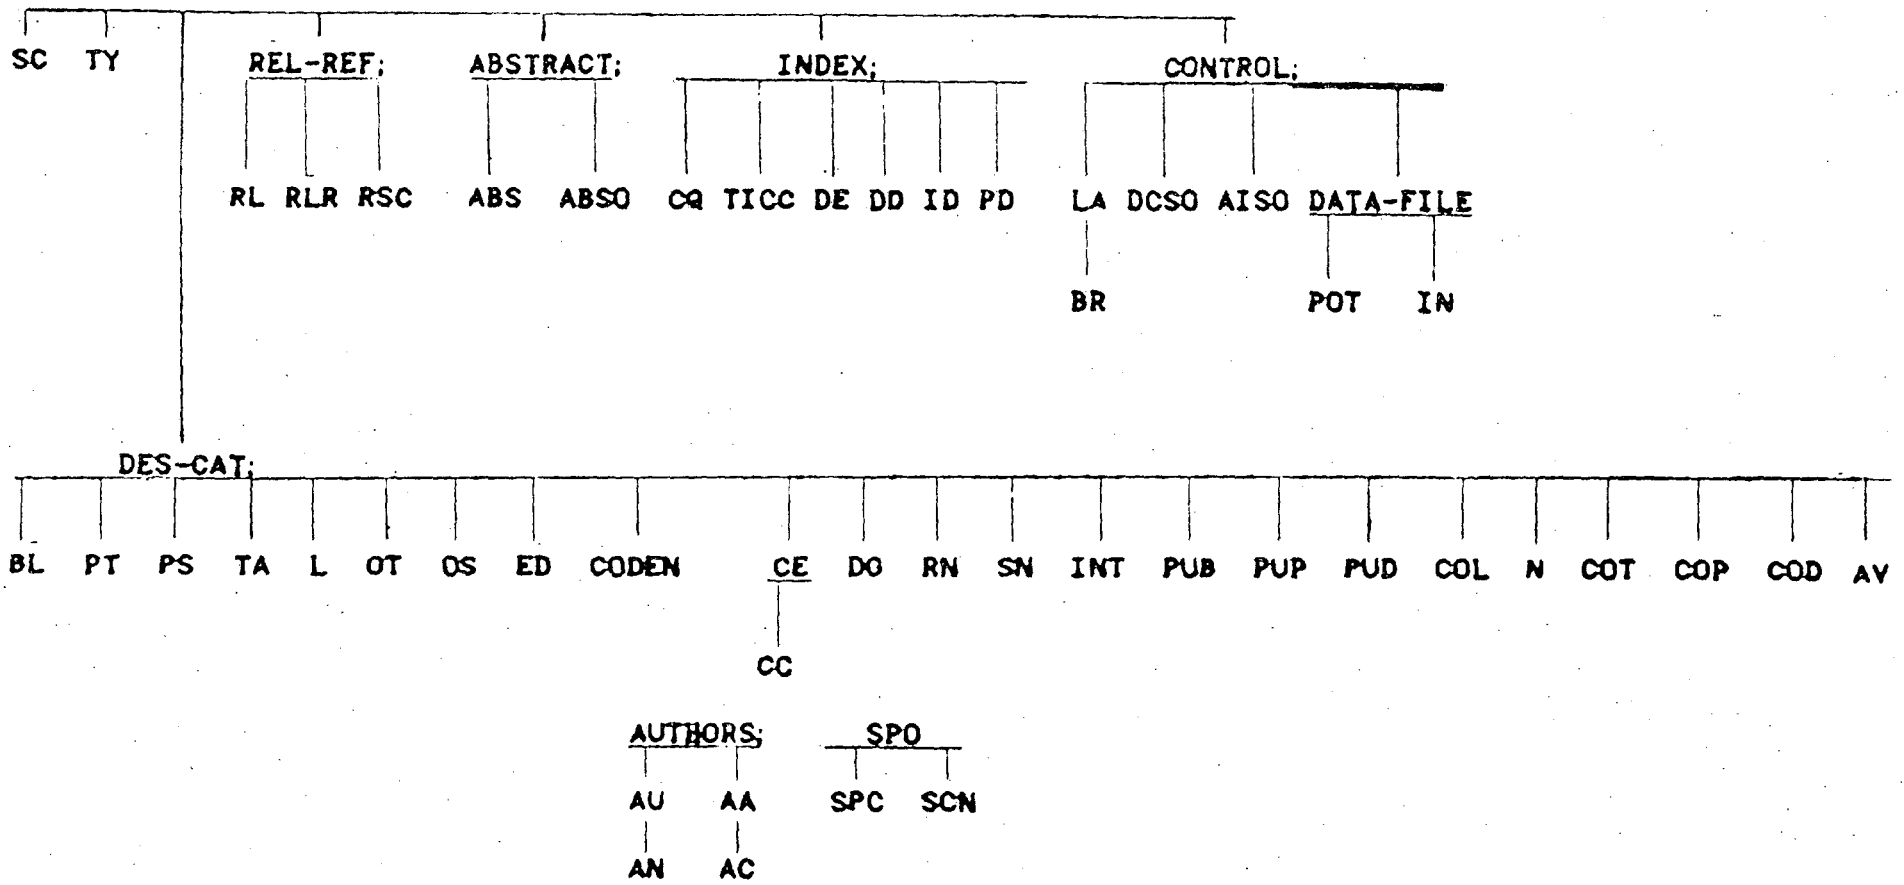 SC TY REL-REF; ABSTRACT; INDEX; CONTROL;
RL RLR RSC ABS ABSO CQ TICC DE DD ID PD LA DCSO AISO DATA-FILE
BR POT IN
DES-CAT;
BL PT PS TA L OT OS ED CODEN CE DO RN SN INT PUB PUP PUD COL N COT COP COD AV
CC
AUTHORS; SPO
AU AA SPC SCN
AN AC